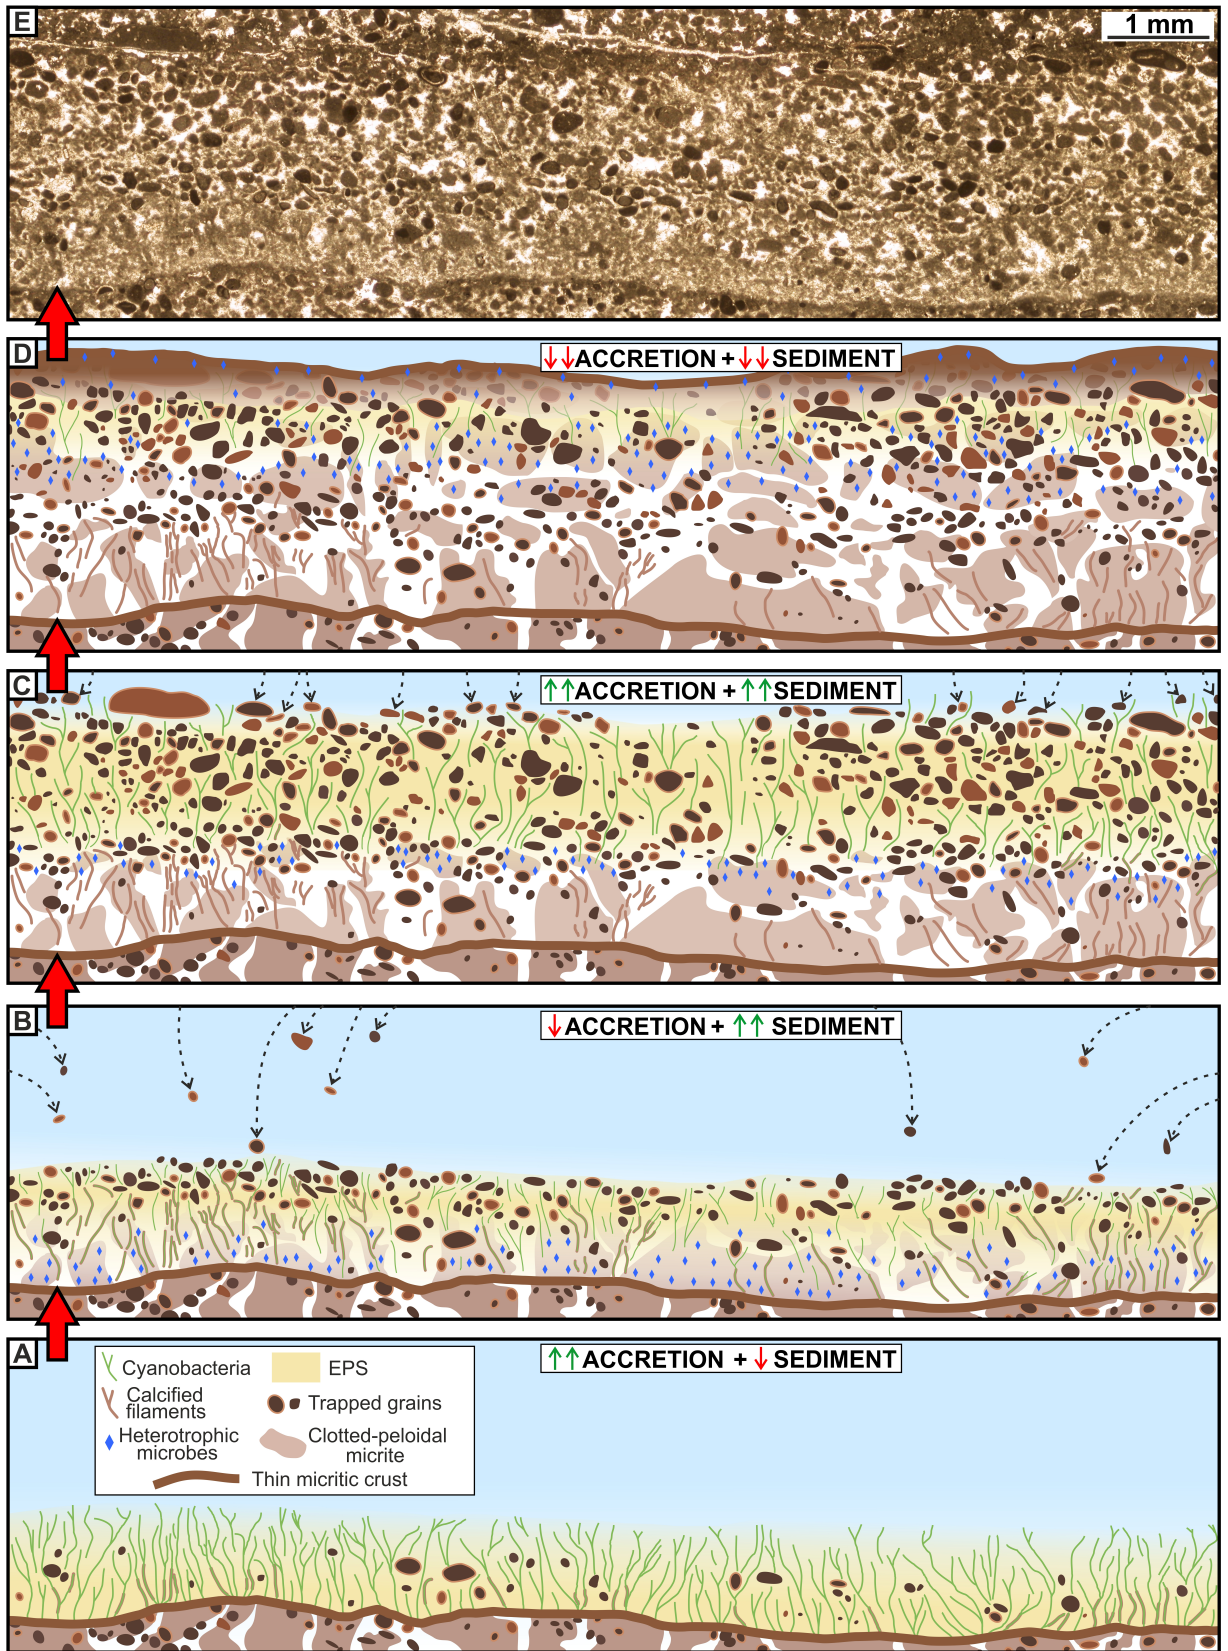 E
1 mm
D
↓↓ACCRETION + ↓↓ SEDIMENT
C
↑↑ACCRETION + ↑↑SEDIMENT
B
↓ACCRETION + ↑↑ SEDIMENT
A
↑↑ACCRETION + ↓ SEDIMENT
Cyanobacteria
EPS
Calcified
filaments
Trapped grains
Heterotrophic
microbes
Clotted-peloidal
micrite
Thin micritic crust